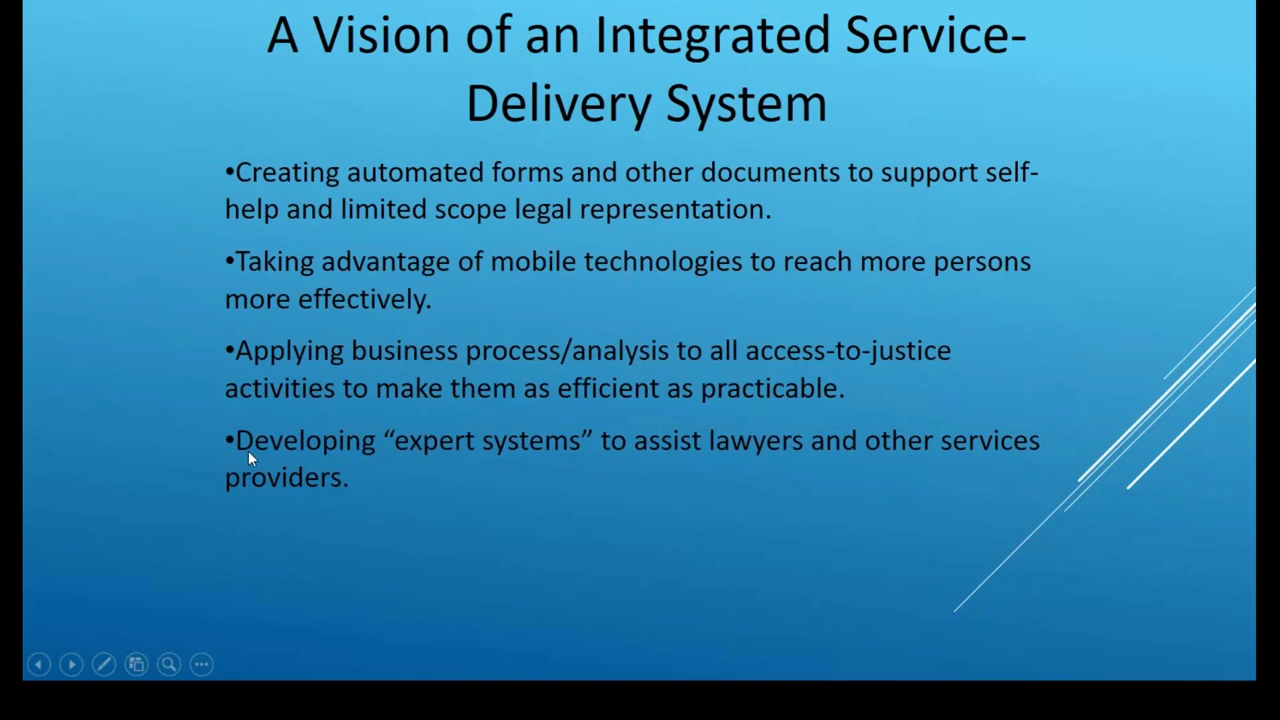 A Vision of an Integrated Service-
Delivery System
•Creating automated forms and other documents to support self-
help and limited scope legal representation.
•Taking advantage of mobile technologies to reach more persons
more effectively.
•Applying business process/analysis to all access-to-justice
activities to make them as efficient as practicable.
•Developing “expert systems” to assist lawyers and other services
providers.